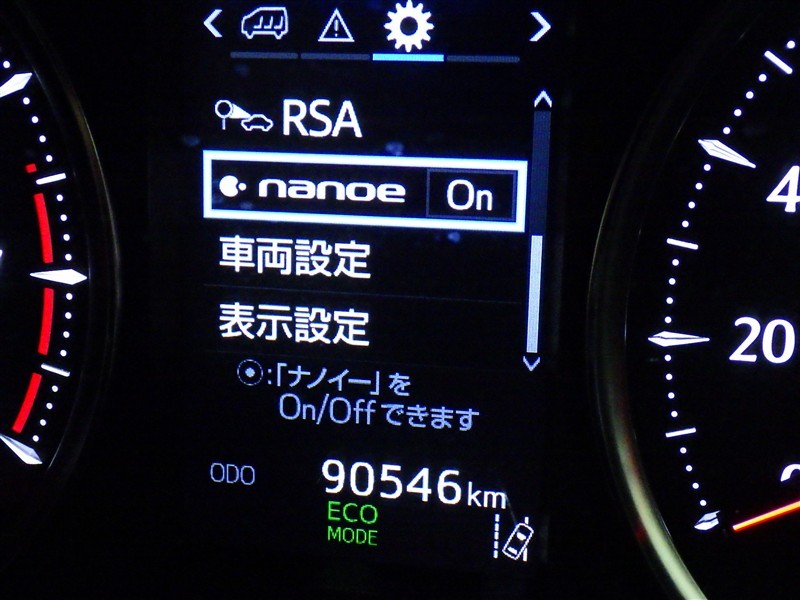 RSA
nanoe On
車両設定
表示設定
:「ナノイー」を
On/Offできます
ODO 90546km
ECO
MODE
4
20